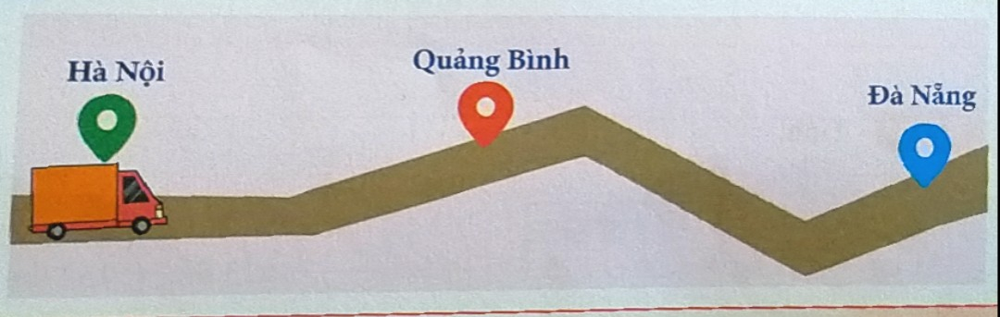 Hà Nội
Quảng Bình
Đà Nẵng